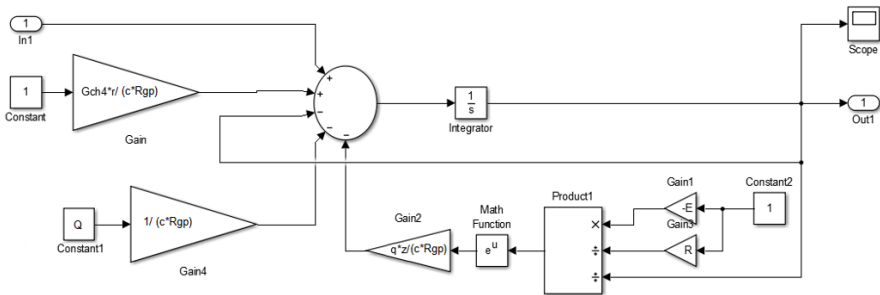 1
In1
1
Constant
Gch4*r/ (c*Rgp)
Gain
+
+
−
−
−
1
s
Integrator
Scope
1
Out1
Q
Constant1
1/ (c*Rgp)
Gain4
Gain2
q*z/(c*Rgp)
Math
Function
e^u
Product1
×
÷
÷
Gain1
-E
Gain3
R
Constant2
1